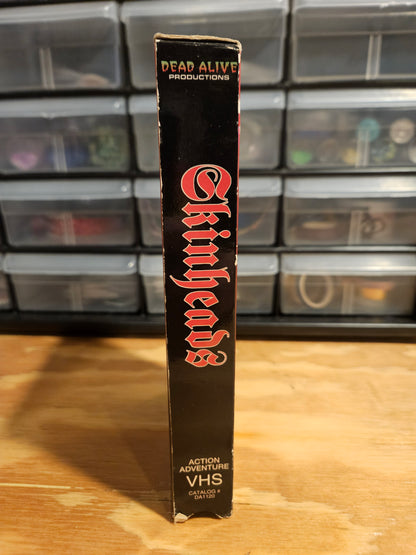 DEAD ALIVE
PRODUCTIONS
Skinheads
ACTION
ADVENTURE
VHS
CATALOG #
DA1120